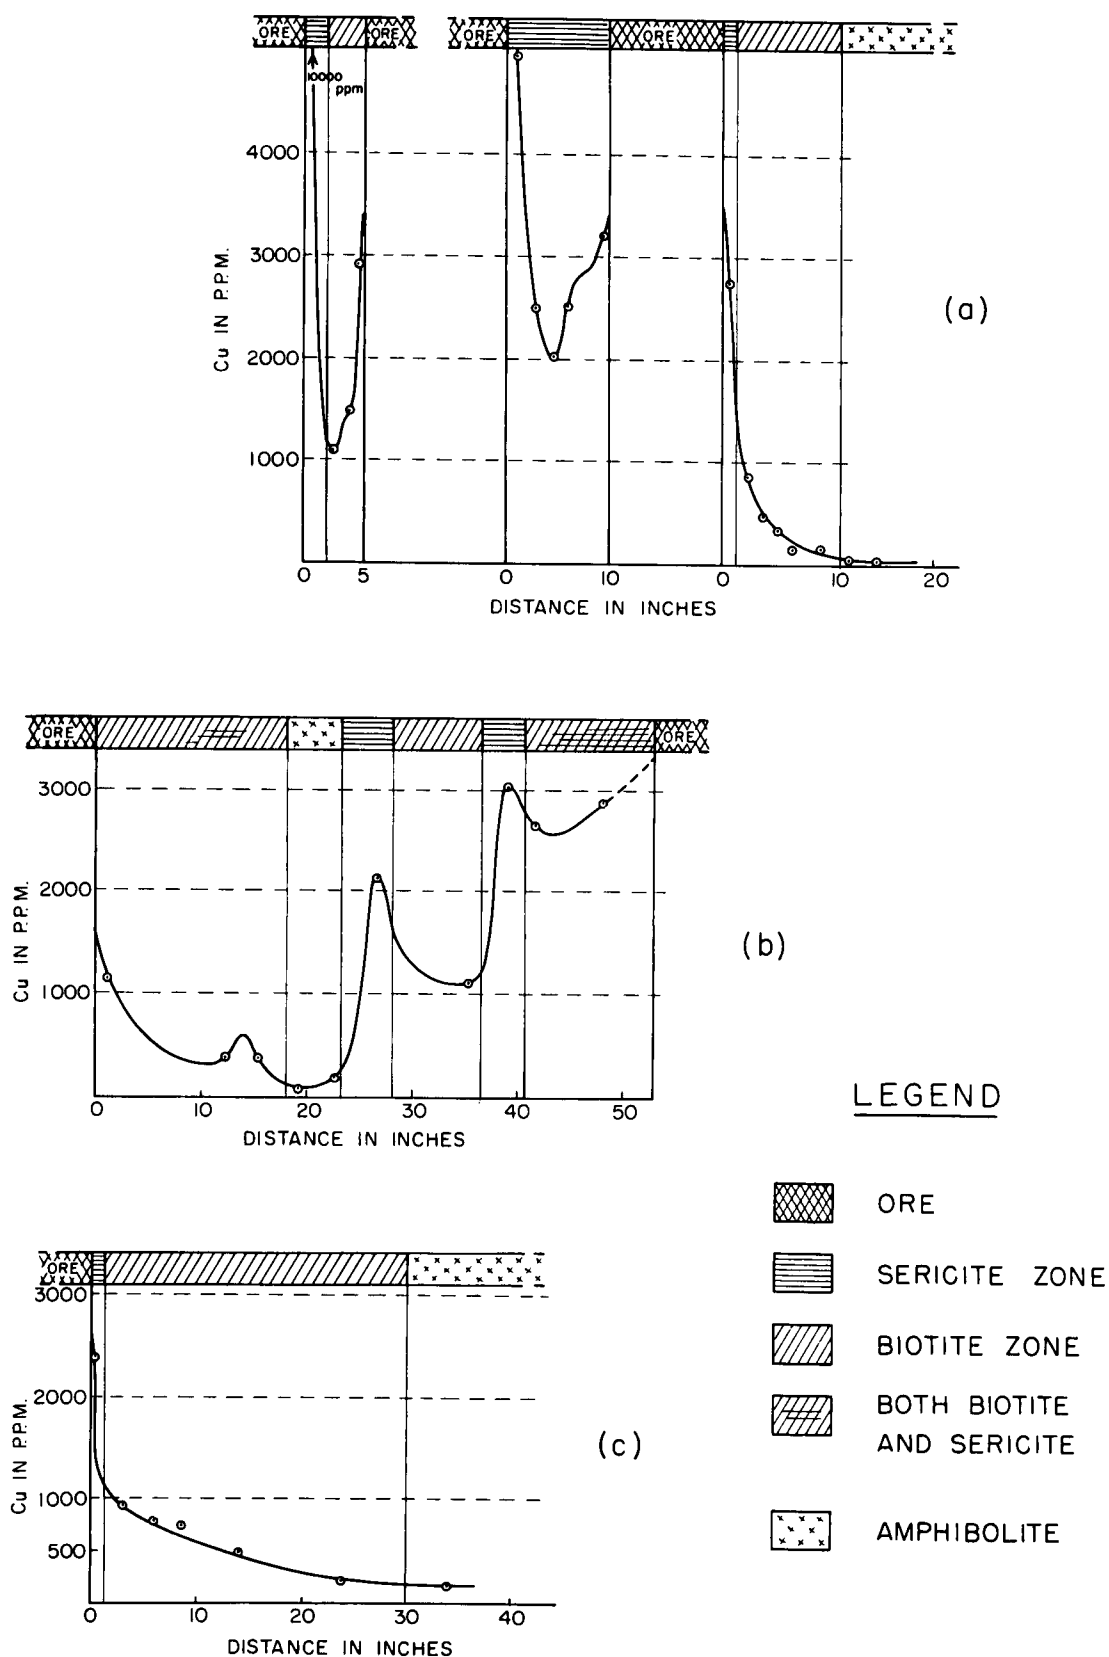 ORE ORE ORE ORE
10000
ppm
4000
3000
2000
1000
Cu IN P.P.M.
(a)
0 5 0 10 0 10 20
DISTANCE IN INCHES
ORE ORE
3000
2000
1000
Cu IN P.P.M.
(b)
0 10 20 30 40 50
DISTANCE IN INCHES
ORE
3000
2000
1000
500
Cu IN P.P.M.
(c)
0 10 20 30 40
DISTANCE IN INCHES
LEGEND
ORE
SERICITE ZONE
BIOTITE ZONE
BOTH BIOTITE
AND SERICITE
AMPHIBOLITE